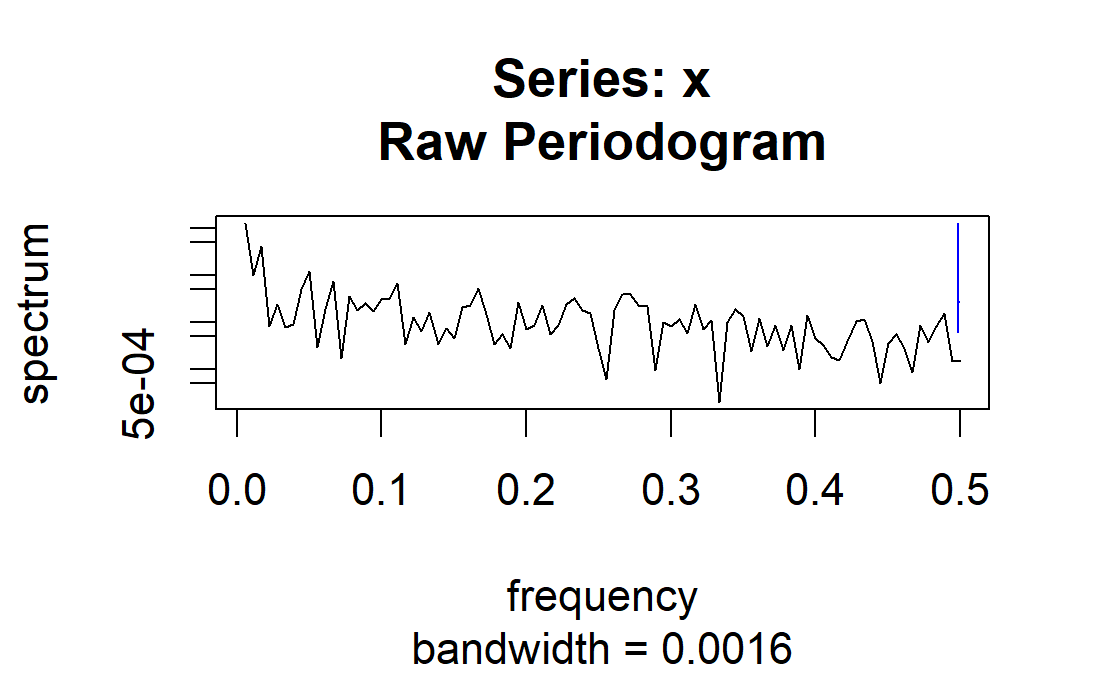 Series: x
Raw Periodogram
spectrum
5e-04
0.0 0.1 0.2 0.3 0.4 0.5
frequency
bandwidth = 0.0016